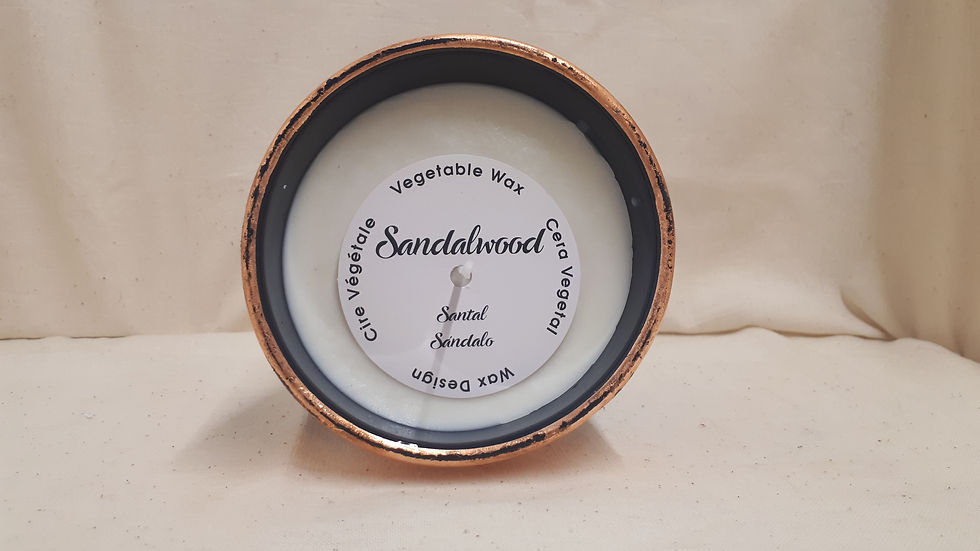 Vegetable Wax
Sandalwood
Cera Vegetal
Cire Végétale
Santal
Sándalo
Wax Design